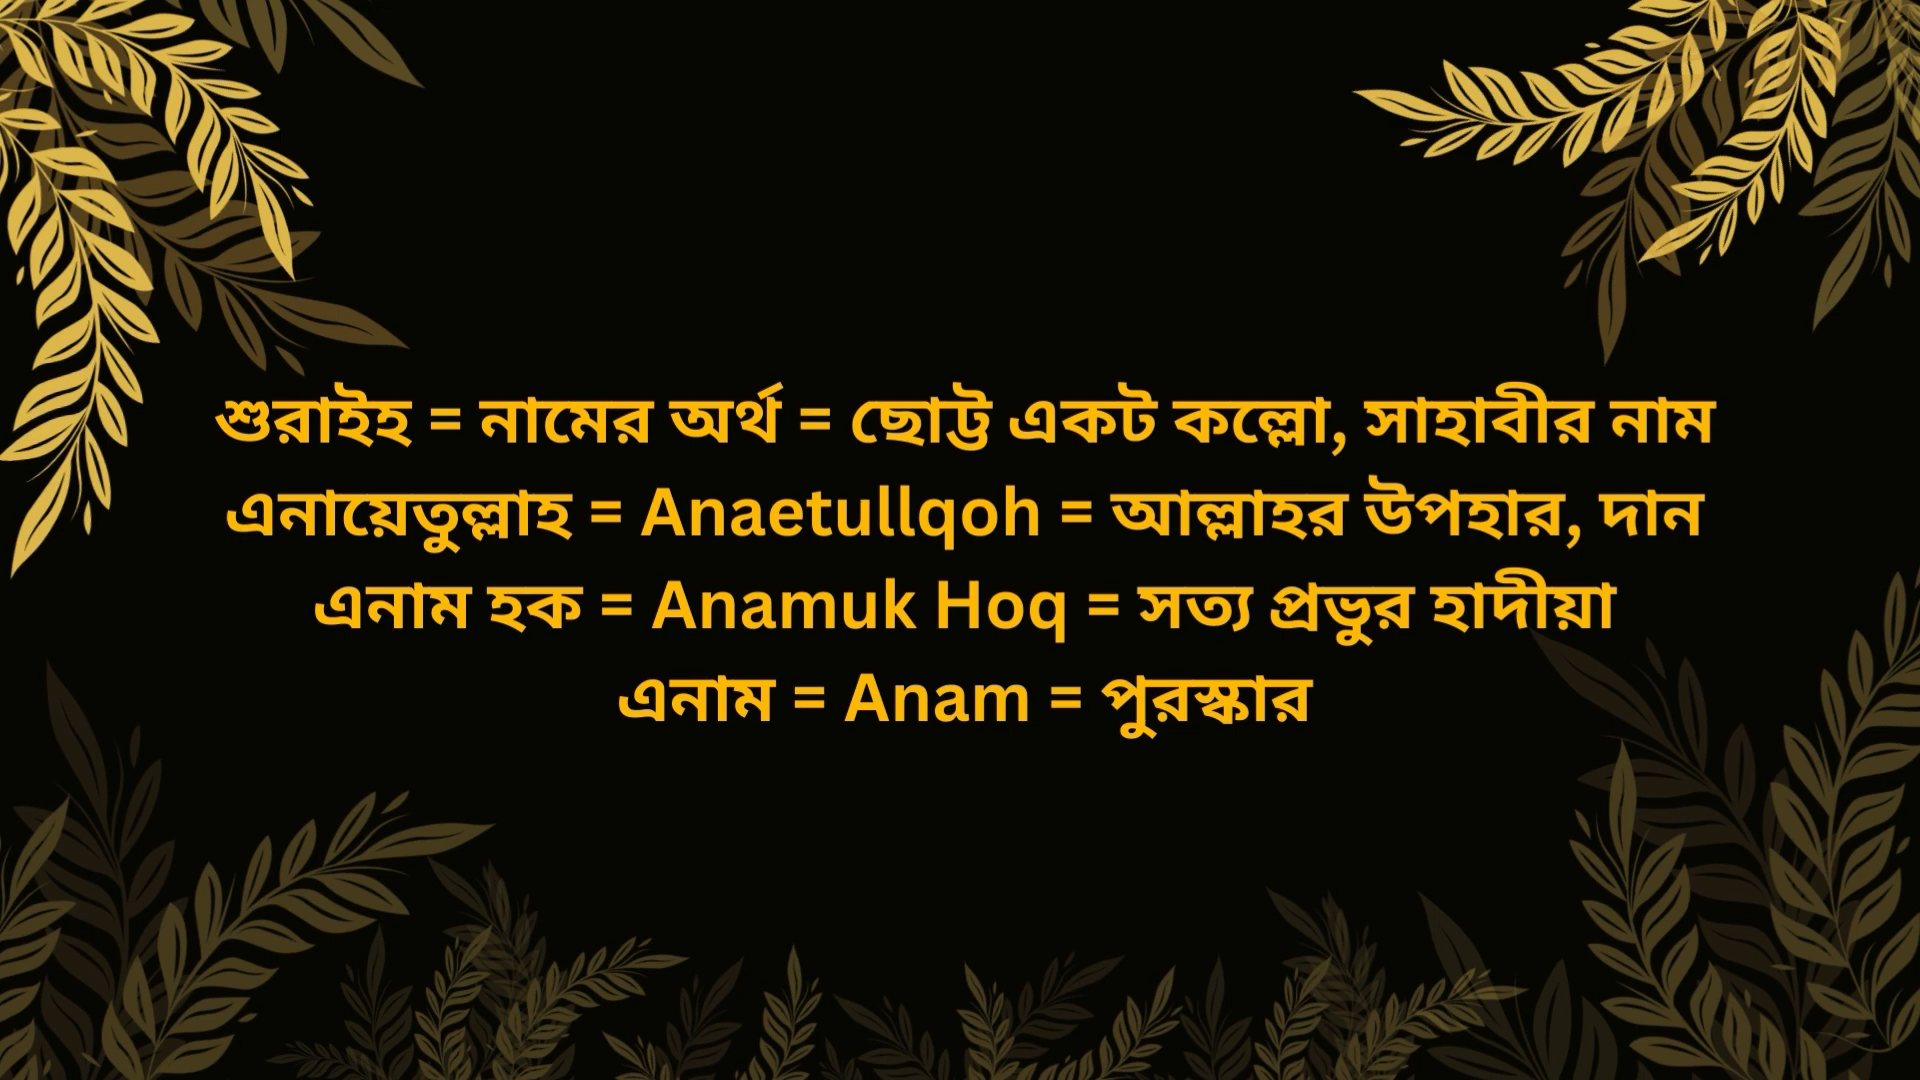 শুরাইহ = নামের অর্থ = ছোট্ট একট কল্লো, সাহাবীর নাম
এনায়েতুল্লাহ = Anaetullqoh = আল্লাহর উপহার, দান
এনাম হক = Anamuk Hoq = সত্য প্রভুর হাদীয়া
এনাম = Anam = পুরস্কার